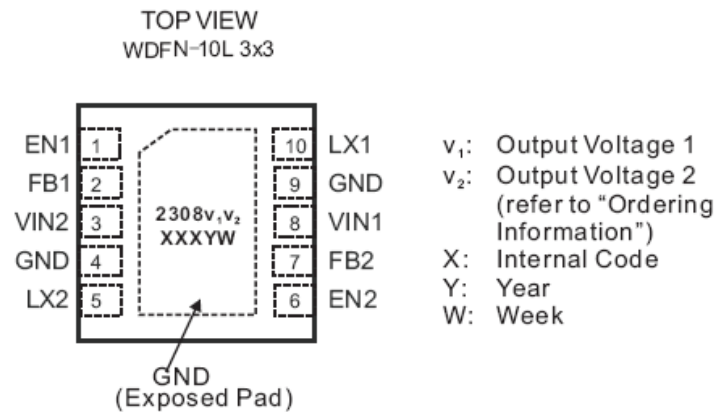 TOP VIEW
WDFN-10L 3x3
EN1 1
FB1 2
VIN2 3
GND 4
LX2 5
2308v₁v₂
XXXYW
10 LX1
9 GND
8 VIN1
7 FB2
6 EN2
GND
(Exposed Pad)
v₁: Output Voltage 1
v₂: Output Voltage 2
(refer to “Ordering
Information”)
X: Internal Code
Y: Year
W: Week